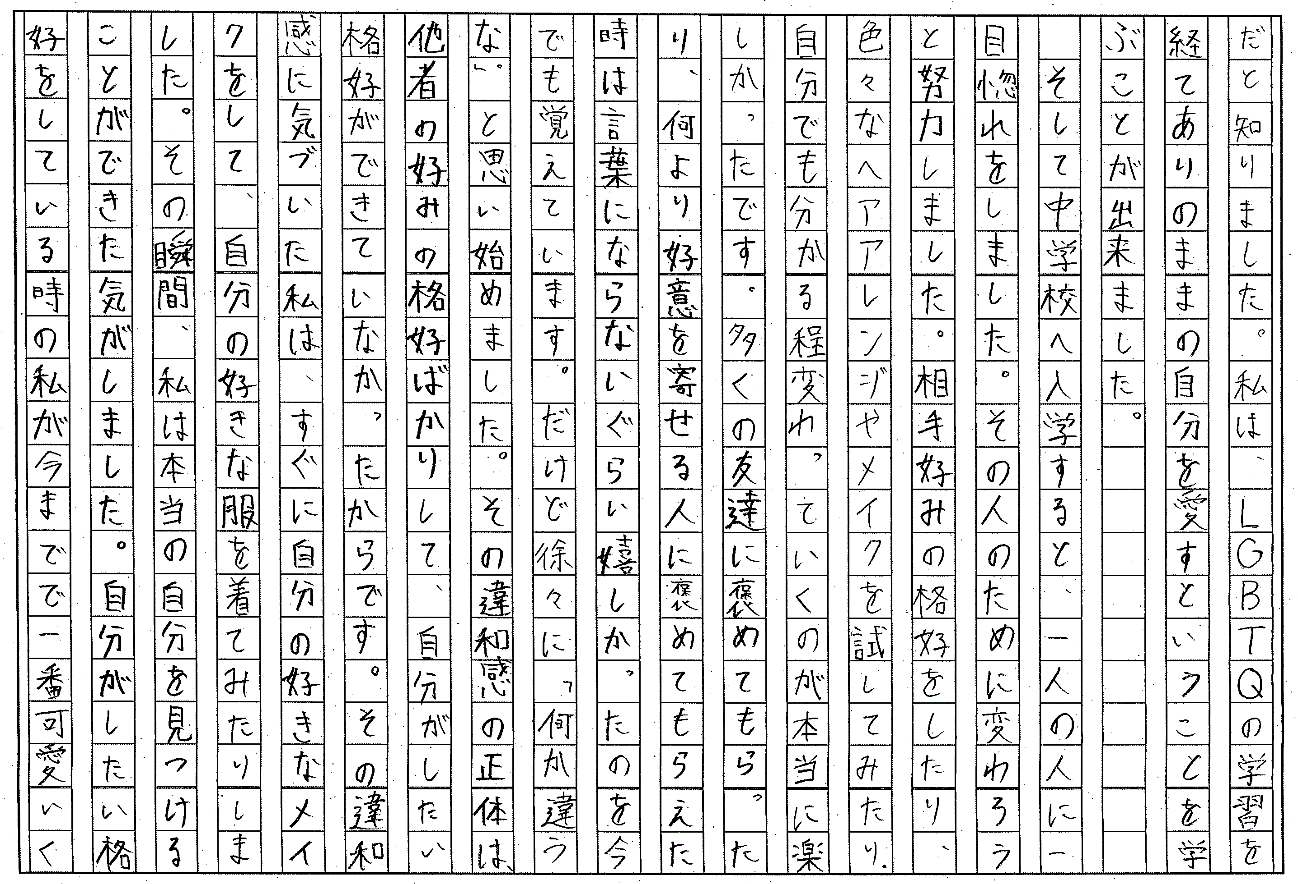 だと知りました。私は、LGBTQの学習を
経てありのままの自分を愛すということを学
ぶことが出来ました。
そして中学校へ入学すると、一人の人に一
目惚れをしました。その人のために変わろう
と努力しました。相手好みの格好をしたり、
色々なヘアアレンジやメイクを試してみたり、
自分でも分かる程変わっていくのが本当に楽
しかったです。多くの友達に褒めてもらった
り、何より好意を寄せる人に褒めてもらえた
時は言葉にならないぐらい嬉しかったのを今
でも覚えています。だけど徐々に「何か違う
な」と思い始めました。その違和感の正体は、
他者の好みの格好ばかりして、自分がしたい
格好ができていなかったからです。その違和
感に気づいた私は、すぐに自分の好きなメイ
クをして、自分の好きな服を着てみたりしま
した。その瞬間、私は本当の自分を見つける
ことができた気がしました。自分がしたい格
好をしている時の私が今までで一番可愛いく